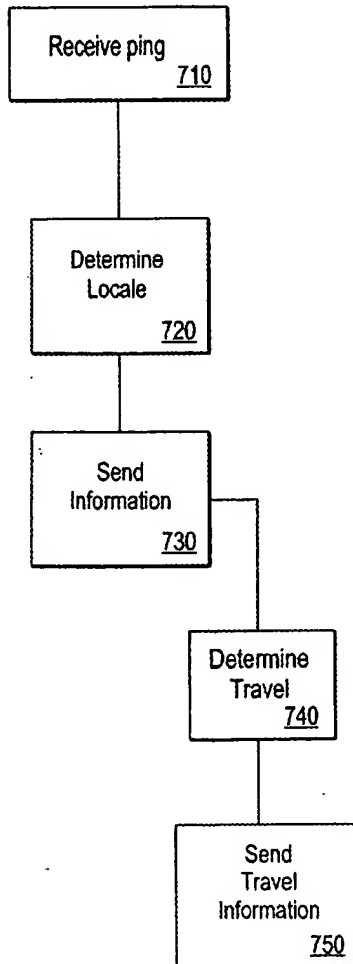 Receive ping
710
Determine
Locale
720
Send
Information
730
Determine
Travel
740
Send
Travel
Information
750